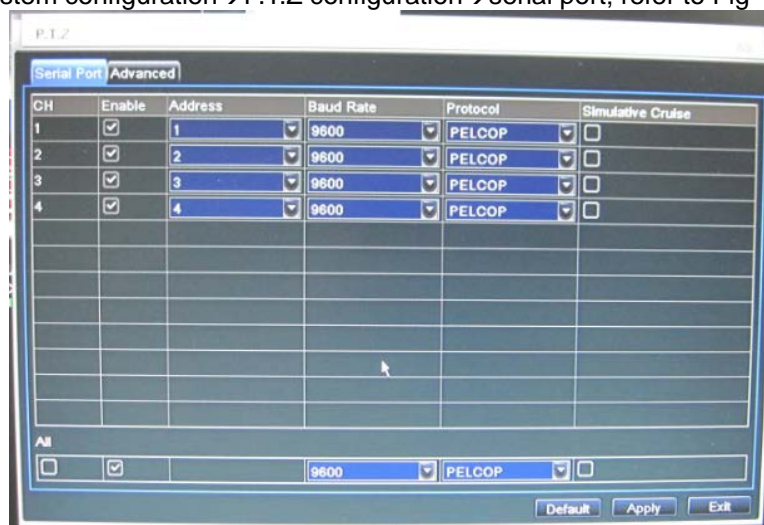 stem configuration → P.T.Z configuration → serial port; refer to Fig
P.T.Z
Serial Port Advanced
CH Enable Address Baud Rate Protocol Simulative Cruise
1 1 9600 PELCOP
2 2 9600 PELCOP
3 3 9600 PELCOP
4 4 9600 PELCOP
All
9600 PELCOP
Default Apply Exit